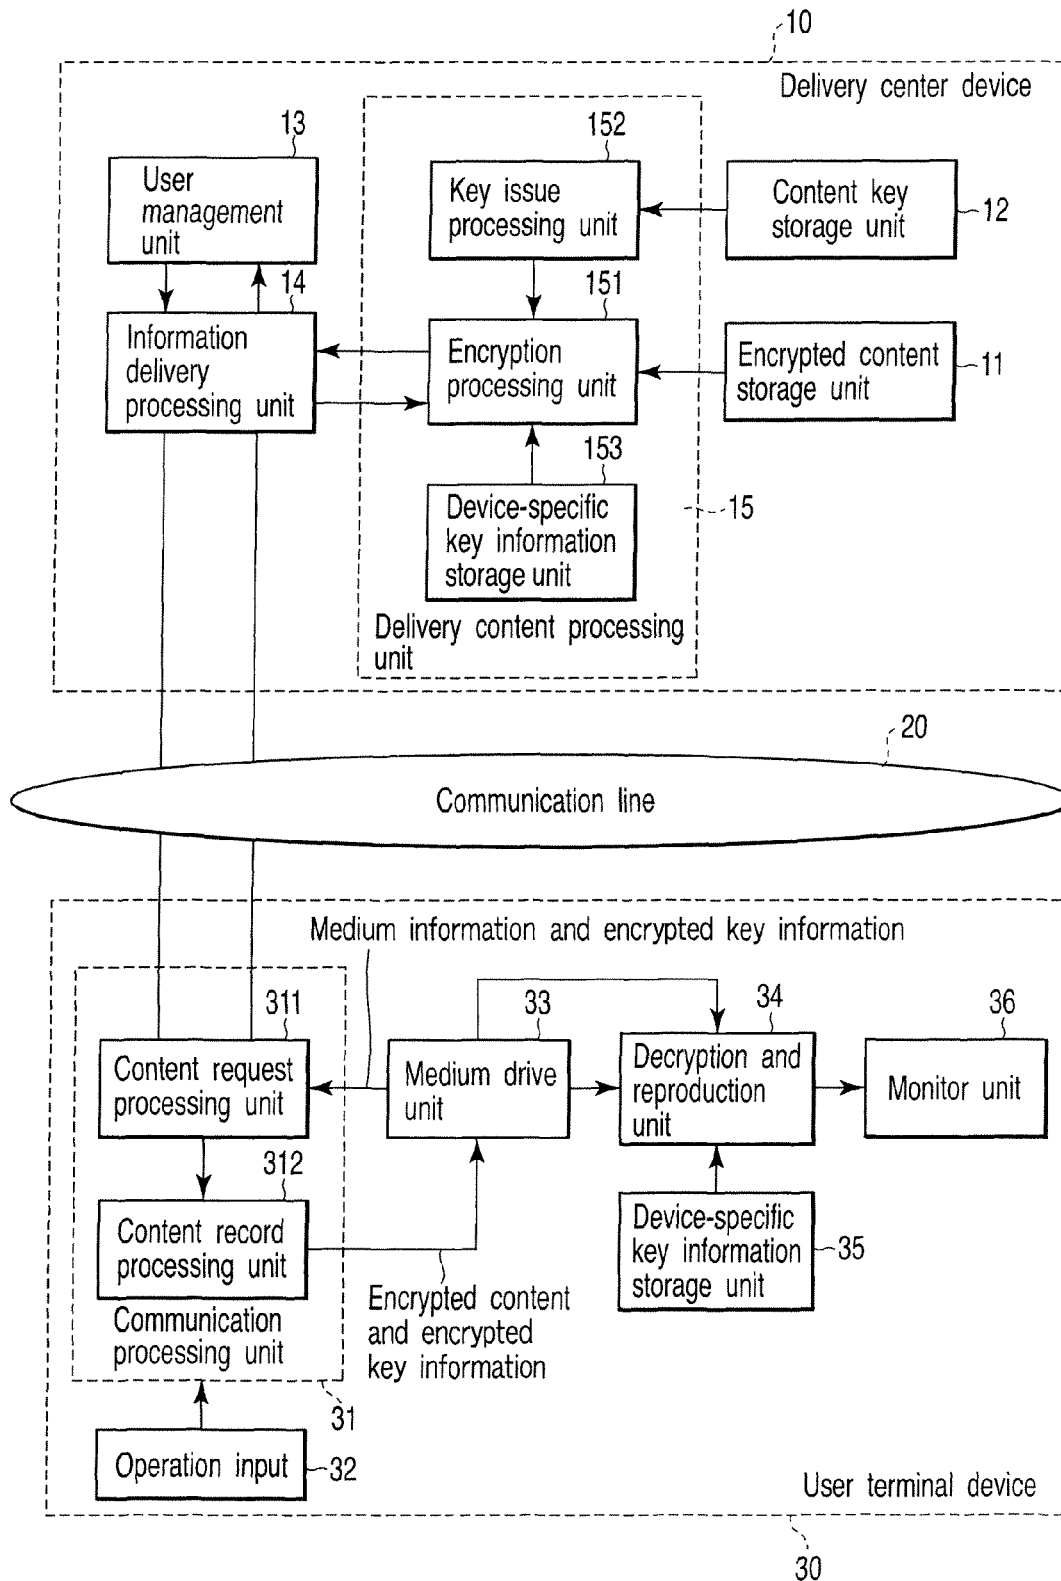 10
Delivery center device
13
User
management
unit
152
Key issue
processing unit
Content key
storage unit
12
14
Information
delivery
processing unit
151
Encryption
processing unit
Encrypted content
storage unit
11
153
Device-specific
key information
storage unit
15
Delivery content processing
unit
20
Communication line
Medium information and encrypted key information
311
Content request
processing unit
33
Medium drive
unit
34
Decryption and
reproduction
unit
36
Monitor unit
312
Content record
processing unit
Device-specific
key information
storage unit
35
Communication
processing unit
Encrypted content
and encrypted
key information
31
Operation input
32
User terminal device
30